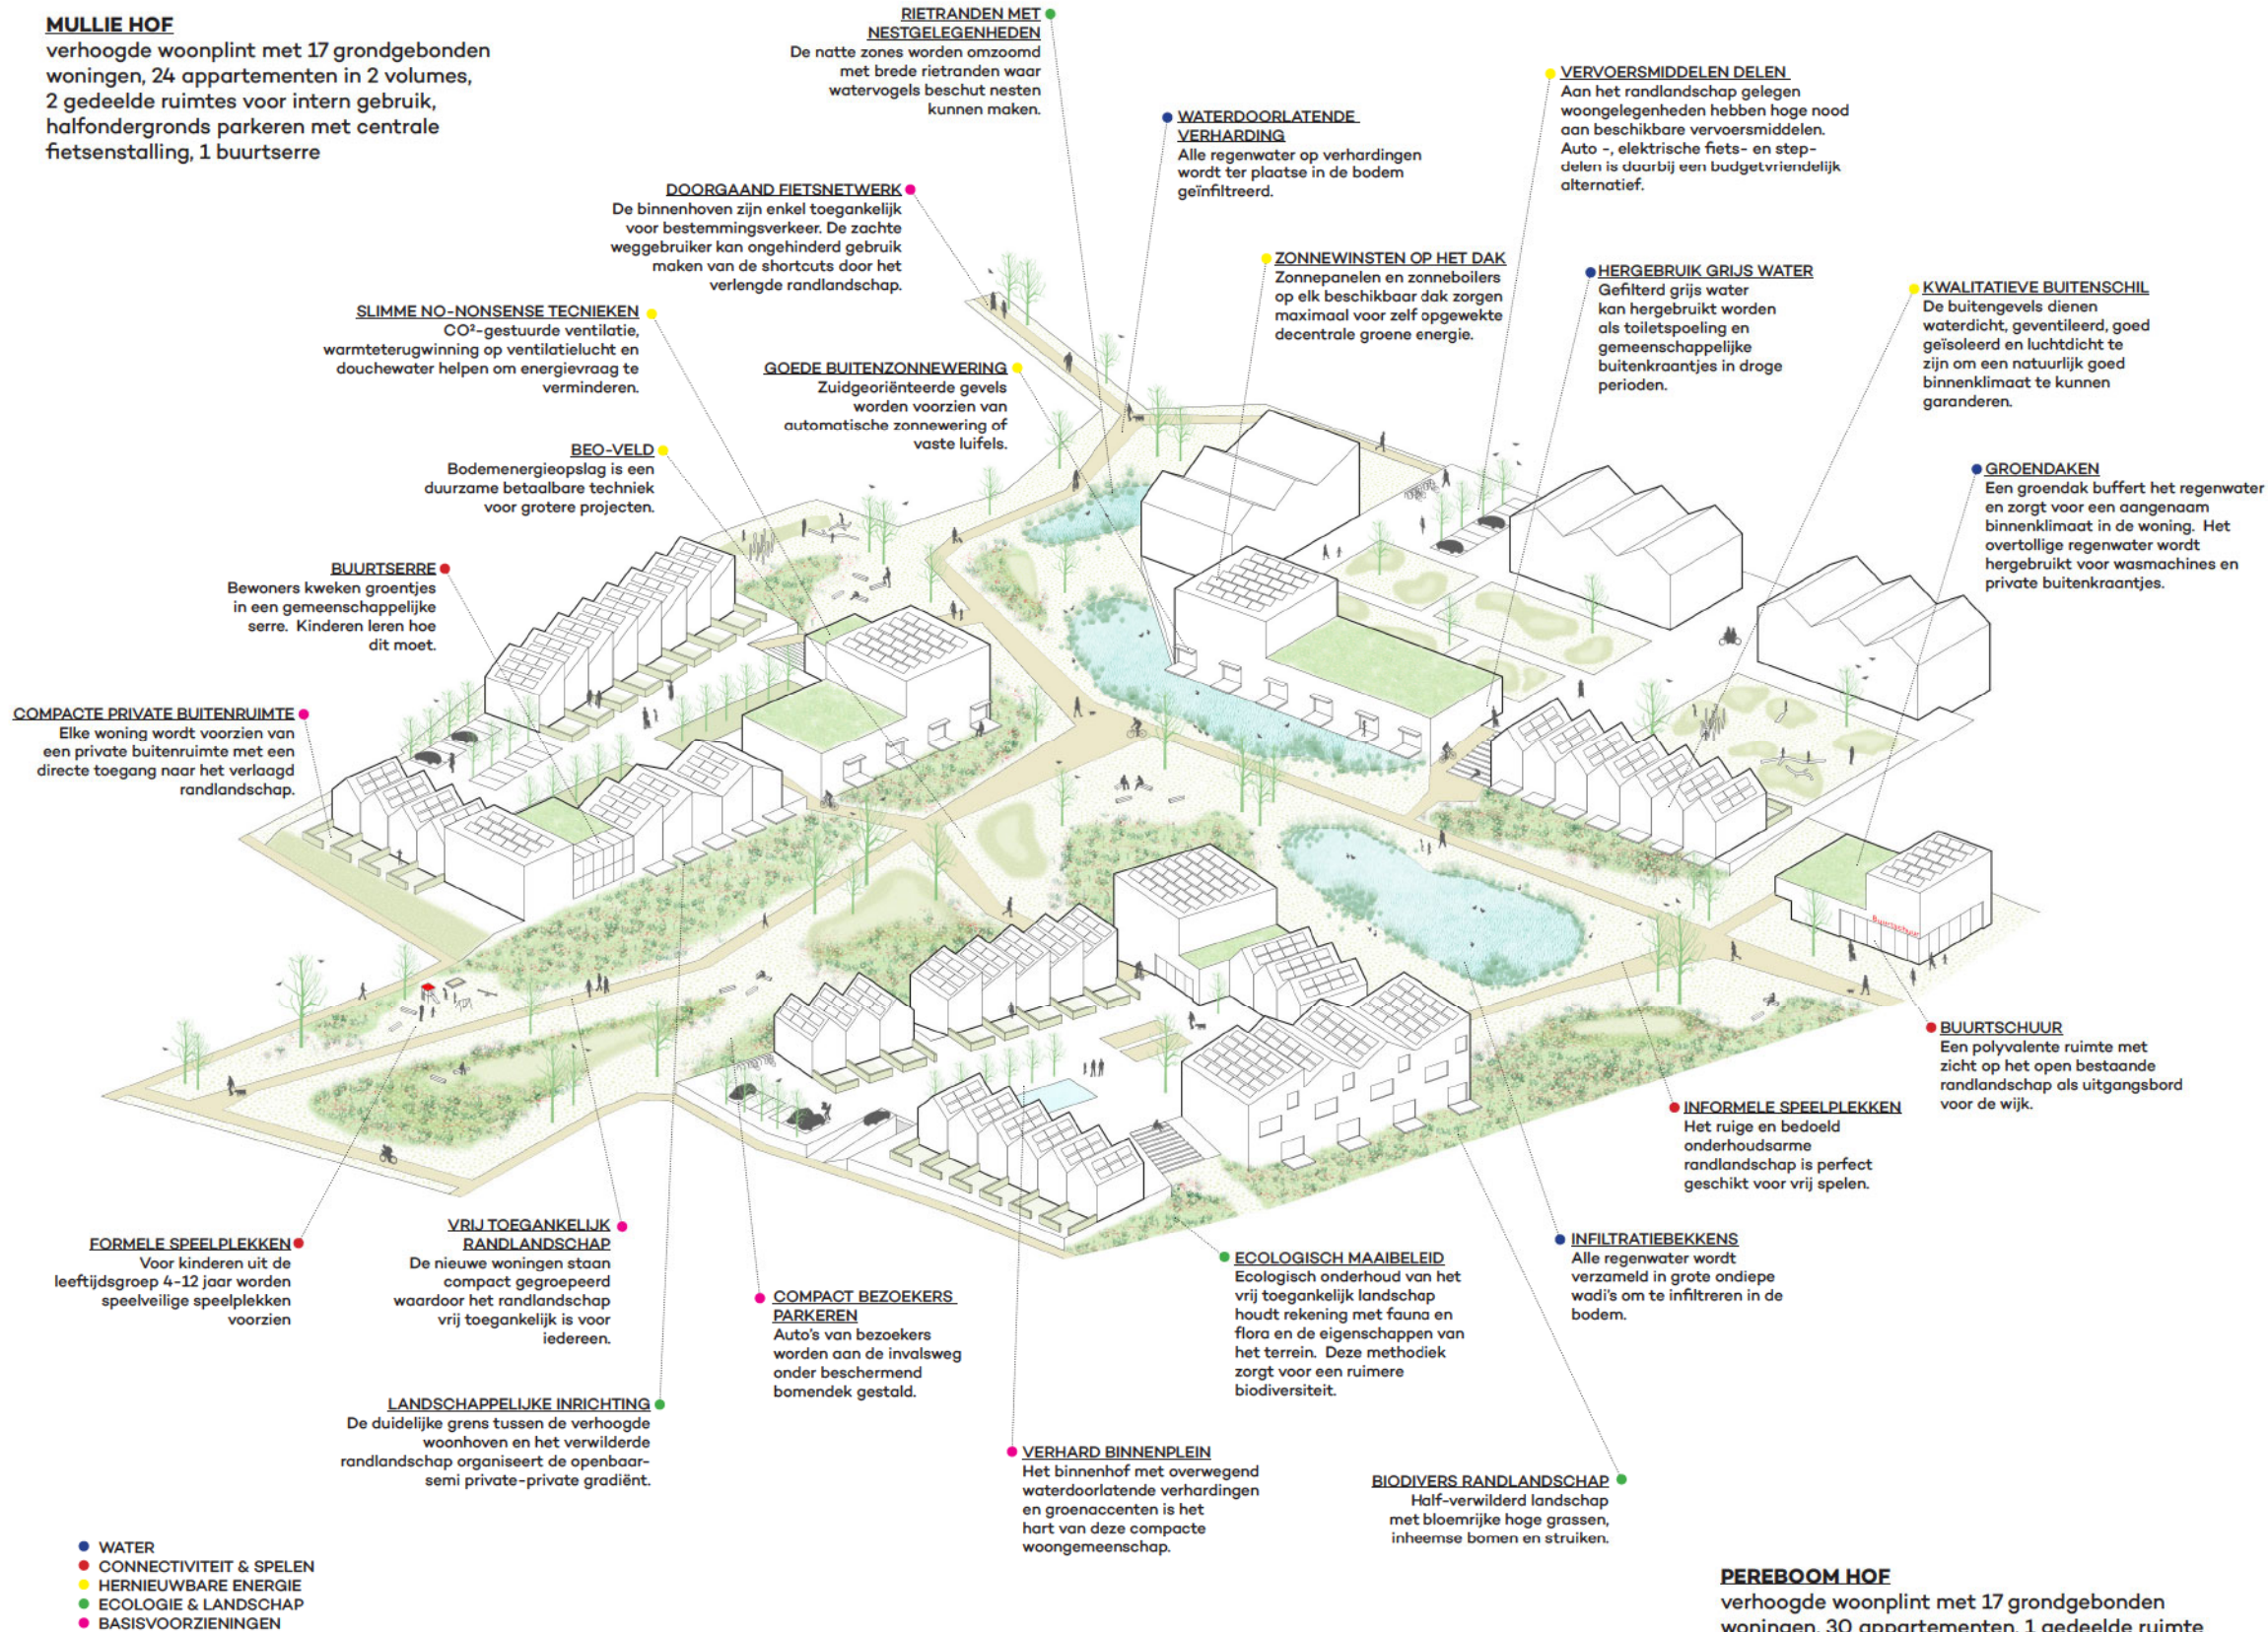 MULLIE HOF
verhoogde woonplint met 17 grondgebonden
woningen, 24 appartementen in 2 volumes,
2 gedeelde ruimtes voor intern gebruik,
halfondergronds parkeren met centrale
fietsenstalling, 1 buurtserre
RIETRANDEN MET
NESTGELEGENHEDEN
De natte zones worden omzoomd
met brede rietranden waar
watervogels beschut nesten
kunnen maken.
VERVOERSMIDDELEN DELEN
Aan het randlandschap gelegen
woongelegenheden hebben hoge nood
aan beschikbare vervoersmiddelen.
Auto -, elektrische fiets- en step-
delen is daarbij een budgetvriendelijk
alternatief.
WATERDOORLATENDE
VERHARDING
Alle regenwater op verhardingen
wordt ter plaatse in de bodem
geïnfiltreerd.
DOORGAAND FIETSNETWERK
De binnenhoven zijn enkel toegankelijk
voor bestemmingsverkeer. De zachte
weggebruiker kan ongehinderd gebruik
maken van de shortcuts door het
verlengde randlandschap.
ZONNEWINSTEN OP HET DAK
Zonnepanelen en zonneboilers
op elk beschikbaar dak zorgen
maximaal voor zelf opgewekte
decentrale groene energie.
HERGEBRUIK GRIJS WATER
Gefilterd grijs water
kan hergebruikt worden
als toiletspoeling en
gemeenschappelijke
buitenkraantjes in droge
perioden.
KWALITATIEVE BUITENSCHIL
De buitengevels dienen
waterdicht, geventileerd, goed
geïsoleerd en luchtdicht te
zijn om een natuurlijk goed
binnenklimaat te kunnen
garanderen.
SLIMME NO-NONSENSE TECNIEKEN
CO²-gestuurde ventilatie,
warmteterugwinning op ventilatielucht en
douchewater helpen om energievraag te
verminderen.
GOEDE BUITENZONNEWERING
Zuidgeoriënteerde gevels
worden voorzien van
automatische zonnewering of
vaste luifels.
BEO-VELD
Bodemenergieopslag is een
duurzame betaalbare techniek
voor grotere projecten.
GROENDAKEN
Een groendak buffert het regenwater
en zorgt voor een aangenaam
binnenklimaat in de woning. Het
overtollige regenwater wordt
hergebruikt voor wasmachines en
private buitenkraantjes.
BUURTSERRE
Bewoners kweken groentjes
in een gemeenschappelijke
serre. Kinderen leren hoe
dit moet.
COMPACTE PRIVATE BUITENRUIMTE
Elke woning wordt voorzien van
een private buitenruimte met een
directe toegang naar het verlaagd
randlandschap.
Buurtschuur
BUURTSCHUUR
Een polyvalente ruimte met
zicht op het open bestaande
randlandschap als uitgangsbord
voor de wijk.
INFORMELE SPEELPLEKKEN
Het ruige en bedoeld
onderhoudsarme
randlandschap is perfect
geschikt voor vrij spelen.
FORMELE SPEELPLEKKEN
Voor kinderen uit de
leeftijdsgroep 4-12 jaar worden
speelveilige speelplekken
voorzien
VRIJ TOEGANKELIJK
RANDLANDSCHAP
De nieuwe woningen staan
compact gegroepeerd
waardoor het randlandschap
vrij toegankelijk is voor
iedereen.
INFILTRATIEBEKKENS
Alle regenwater wordt
verzameld in grote ondiepe
wadi's om te infiltreren in de
bodem.
ECOLOGISCH MAAIBELEID
Ecologisch onderhoud van het
vrij toegankelijk landschap
houdt rekening met fauna en
flora en de eigenschappen van
het terrein. Deze methodiek
zorgt voor een ruimere
biodiversiteit.
COMPACT BEZOEKERS
PARKEREN
Auto's van bezoekers
worden aan de invalsweg
onder beschermend
bomendek gestald.
LANDSCHAPPELIJKE INRICHTING
De duidelijke grens tussen de verhoogde
woonhoven en het verwilderde
randlandschap organiseert de openbaar-
semi private-private gradiënt.
VERHARD BINNENPLEIN
Het binnenhof met overwegend
waterdoorlatende verhardingen
en groenaccenten is het
hart van deze compacte
woongemeenschap.
BIODIVERS RANDLANDSCHAP
Half-verwilderd landschap
met bloemrijke hoge grassen,
inheemse bomen en struiken.
WATER
CONNECTIVITEIT & SPELEN
HERNIEUWBARE ENERGIE
ECOLOGIE & LANDSCHAP
BASISVOORZIENINGEN
PEREBOOM HOF
verhoogde woonplint met 17 grondgebonden
woningen, 30 appartementen, 1 gedeelde ruimte